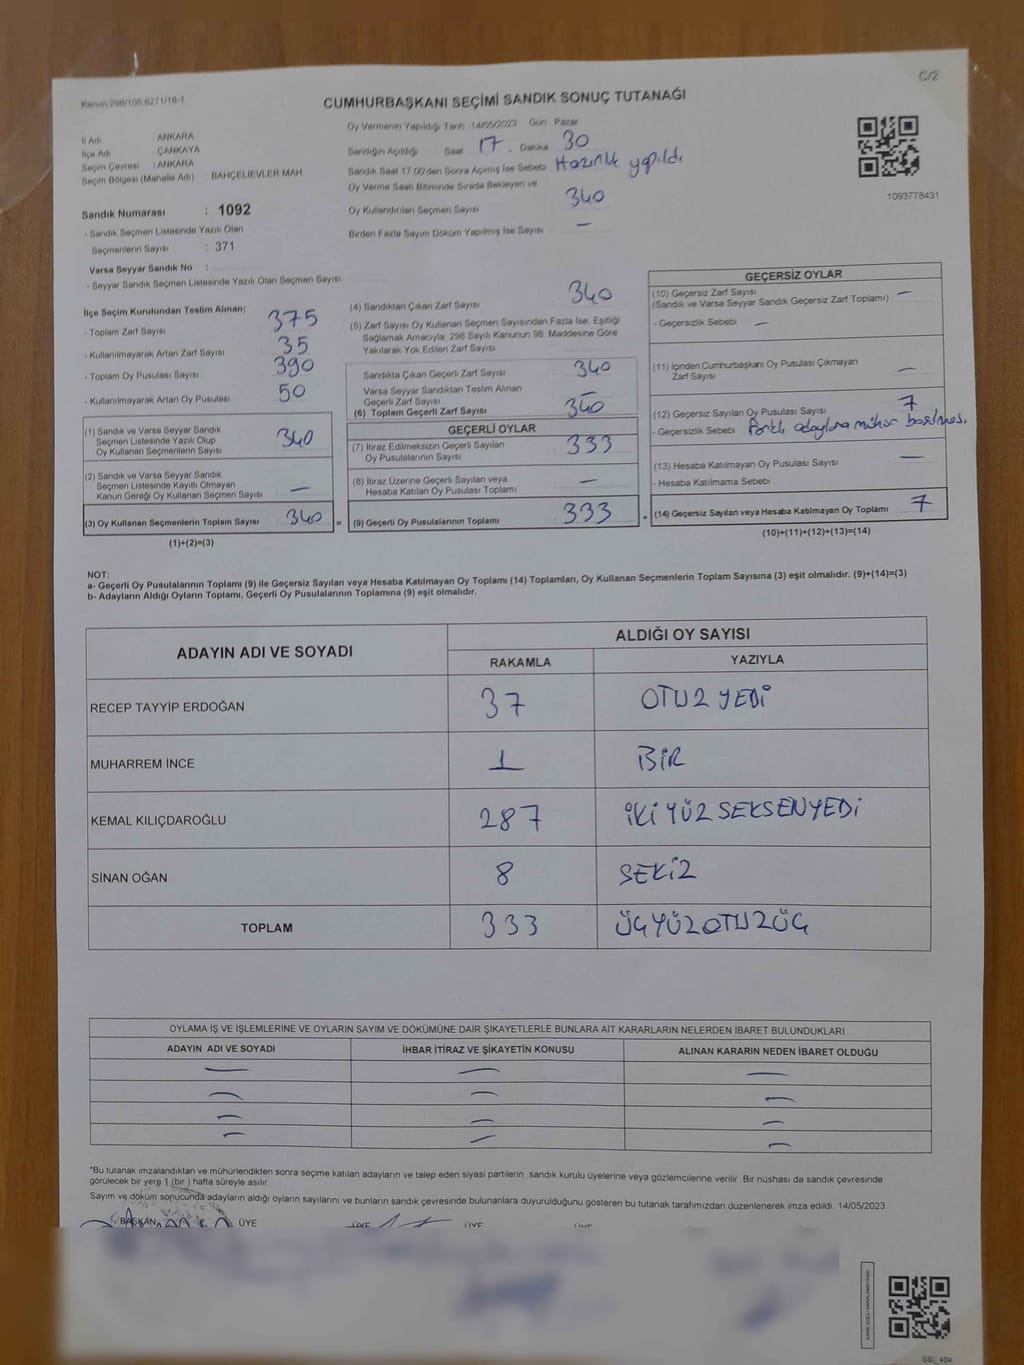 Kanun:298/105,6271/18-1
C/2
CUMHURBAŞKANI SEÇİMİ SANDIK SONUÇ TUTANAĞI
İl Adı ANKARA
İlçe Adı ÇANKAYA
Seçim Çevresi : ANKARA
Seçim Bölgesi (Mahalle Adı) : BAHÇELİEVLER MAH.
Sandık Numarası : 1092
- Sandık Seçmen Listesinde Yazılı Olan
Seçmenlerin Sayısı : 371
Varsa Seyyar Sandık No :
- Seyyar Sandık Seçmen Listesinde Yazılı Olan Seçmen Sayısı
Oy Vermenin Yapıldığı Tarih 14/05/2023 Gün Pazar
Sandığın Açıldığı Saat 17 . Dakika 30
Sandık Saat 17.00'den Sonra Açılmış İse Sebebi Hazırlık yapıldı
Oy Verme Saati Bitiminde Sırada Bekleyen ve
Oy Kullandırılan Seçmen Sayısı 340
Birden Fazla Sayım Döküm Yapılmış İse Sayısı —
1093778431
İlçe Seçim Kurulundan Teslim Alınan;
- Toplam Zarf Sayısı 375
- Kullanılmayarak Artan Zarf Sayısı 35
- Toplam Oy Pusulası Sayısı 390
- Kullanılmayarak Artan Oy Pusulası 50
(1) Sandık ve Varsa Seyyar Sandık
Seçmen Listesinde Yazılı Olup
Oy Kullanan Seçmenlerin Sayısı 340
(2) Sandık ve Varsa Seyyar Sandık
Seçmen Listesinde Kayıtlı Olmayan
Kanun Gereği Oy Kullanan Seçmen Sayısı —
(3) Oy Kullanan Seçmenlerin Toplam Sayısı 340 =
(1)+(2)=(3)
(4) Sandıktan Çıkan Zarf Sayısı 340
(5) Zarf Sayısı Oy Kullanan Seçmen Sayısından Fazla İse, Eşitliği
Sağlamak Amacıyla, 298 Sayılı Kanunun 98. Maddesine Göre
Yakılarak Yok Edilen Zarf Sayısı
Sandıkta Çıkan Geçerli Zarf Sayısı 340
Varsa Seyyar Sandıktan Teslim Alınan
Geçerli Zarf Sayısı —
(6) Toplam Geçerli Zarf Sayısı 340
GEÇERLİ OYLAR
(7) İtiraz Edilmeksizin Geçerli Sayılan
Oy Pusulalarının Sayısı 333
(8) İtiraz Üzerine Geçerli Sayılan veya
Hesaba Katılan Oy Pusulası Toplamı —
(9) Geçerli Oy Pusulalarının Toplamı 333 +
GEÇERSİZ OYLAR
(10) Geçersiz Zarf Sayısı —
(Sandık ve Varsa Seyyar Sandık Geçersiz Zarf Toplamı)
- Geçersizlik Sebebi —
(11) İçinden Cumhurbaşkanı Oy Pusulası Çıkmayan
Zarf Sayısı —
(12) Geçersiz Sayılan Oy Pusulası Sayısı 7
- Geçersizlik Sebebi Farklı adaylara mühür basılması.
(13) Hesaba Katılmayan Oy Pusulası Sayısı —
- Hesaba Katılmama Sebebi
(14) Geçersiz Sayılan veya Hesaba Katılmayan Oy Toplamı 7
(10)+(11)+(12)+(13)=(14)
NOT:
a- Geçerli Oy Pusulalarının Toplamı (9) ile Geçersiz Sayılan veya Hesaba Katılmayan Oy Toplamı (14) Toplamları, Oy Kullanan Seçmenlerin Toplam Sayısına (3) eşit olmalıdır. (9)+(14)=(3)
b- Adayların Aldığı Oyların Toplamı, Geçerli Oy Pusulalarının Toplamına (9) eşit olmalıdır.
ADAYIN ADI VE SOYADI
ALDIĞI OY SAYISI
RAKAMLA YAZIYLA
RECEP TAYYİP ERDOĞAN 37 OTUZ YEDİ
MUHARREM İNCE 1 BİR
KEMAL KILIÇDAROĞLU 287 İKİ YÜZ SEKSENYEDİ
SİNAN OĞAN 8 SEKİZ
TOPLAM 333 ÜÇYÜZOTUZÜÇ
OYLAMA İŞ VE İŞLEMLERİNE VE OYLARIN SAYIM VE DÖKÜMÜNE DAİR ŞİKAYETLERLE BUNLARA AİT KARARLARIN NELERDEN İBARET BULUNDUKLARI
ADAYIN ADI VE SOYADI İHBAR İTİRAZ VE ŞİKAYETİN KONUSU ALINAN KARARIN NEDEN İBARET OLDUĞU
— — —
— — —
— — —
— — —
*Bu tutanak imzalandıktan ve mühürlendikten sonra seçime katılan adayların ve talep eden siyasi partilerin sandık kurulu üyelerine veya gözlemcilerine verilir. Bir nüshası da sandık çevresinde
görülecek bir yere 1 (bir ) hafta süreyle asılır.
Sayım ve döküm sonucunda adayların aldığı oyların sayılarını ve bunların sandık çevresinde bulunanlara duyurulduğunu gösteren bu tutanak tarafımızdan düzenlenerek imza edildi. 14/05/2023
BAŞKAN ÜYE ÜYE ÜYE ÜYE